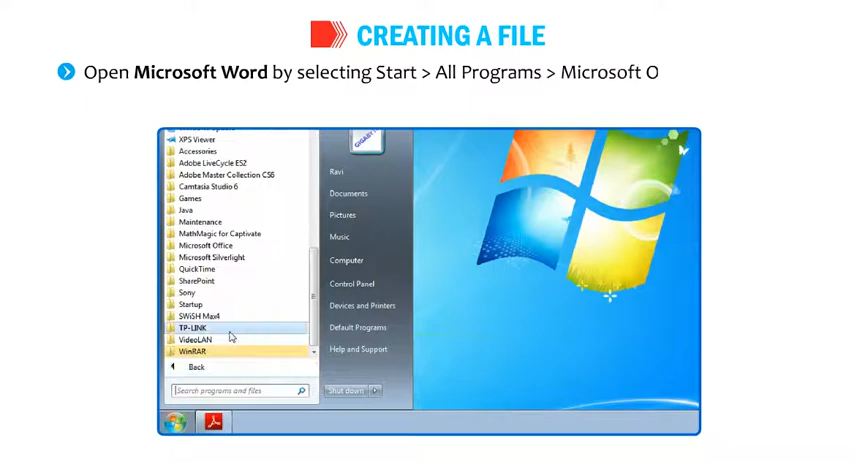 CREATING A FILE
Open Microsoft Word by selecting Start > All Programs > Microsoft O
XPS Viewer
Accessories
Adobe LiveCycle ES2
Adobe Master Collection CS6
Camtasia Studio 6
Games
Java
Maintenance
MathMagic for Captivate
Microsoft Office
Microsoft Silverlight
QuickTime
SharePoint
Sony
Startup
SWiSH Max4
TP-LINK
VideoLAN
WinRAR
Back
Search programs and files
GIGABYT
Ravi
Documents
Pictures
Music
Computer
Control Panel
Devices and Printers
Default Programs
Help and Support
Shut down